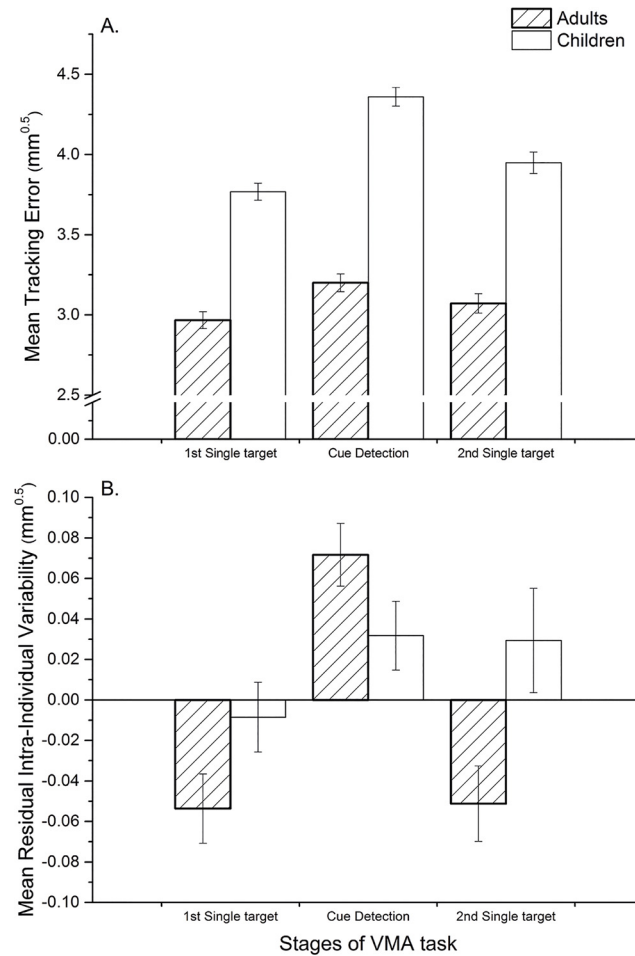 A.
Adults
Children
Mean Tracking Error (mm^0.5)
4.5
4.0
3.5
3.0
2.5
2.5
0.00
1st Single target Cue Detection 2nd Single target
B.
Mean Residual Intra-Individual Variability (mm^0.5)
0.10
0.08
0.06
0.04
0.02
0.00
-0.02
-0.04
-0.06
-0.08
-0.10
1st Single target Cue Detection 2nd Single target
Stages of VMA task